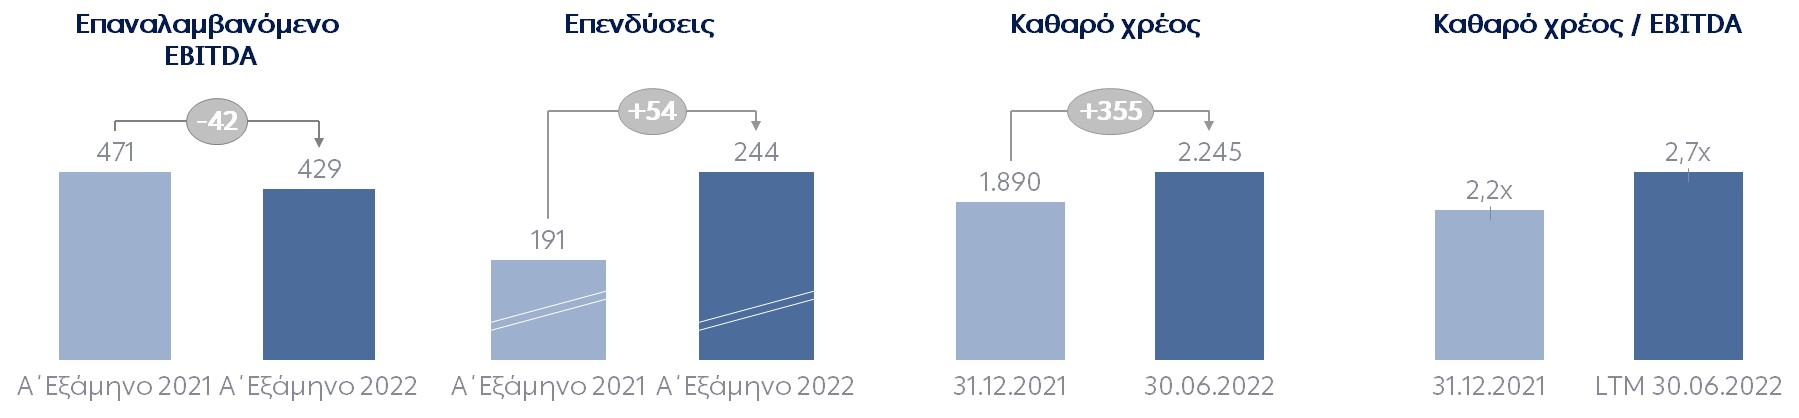 Επαναλαμβανόμενο
EBITDA
-42
471
429
Α΄Εξάμηνο 2021
Α΄Εξάμηνο 2022
Επενδύσεις
+54
191
244
Α΄Εξάμηνο 2021
Α΄Εξάμηνο 2022
Καθαρό χρέος
+355
1.890
2.245
31.12.2021
30.06.2022
Καθαρό χρέος / EBITDA
2,2x
2,7x
31.12.2021
LTM 30.06.2022